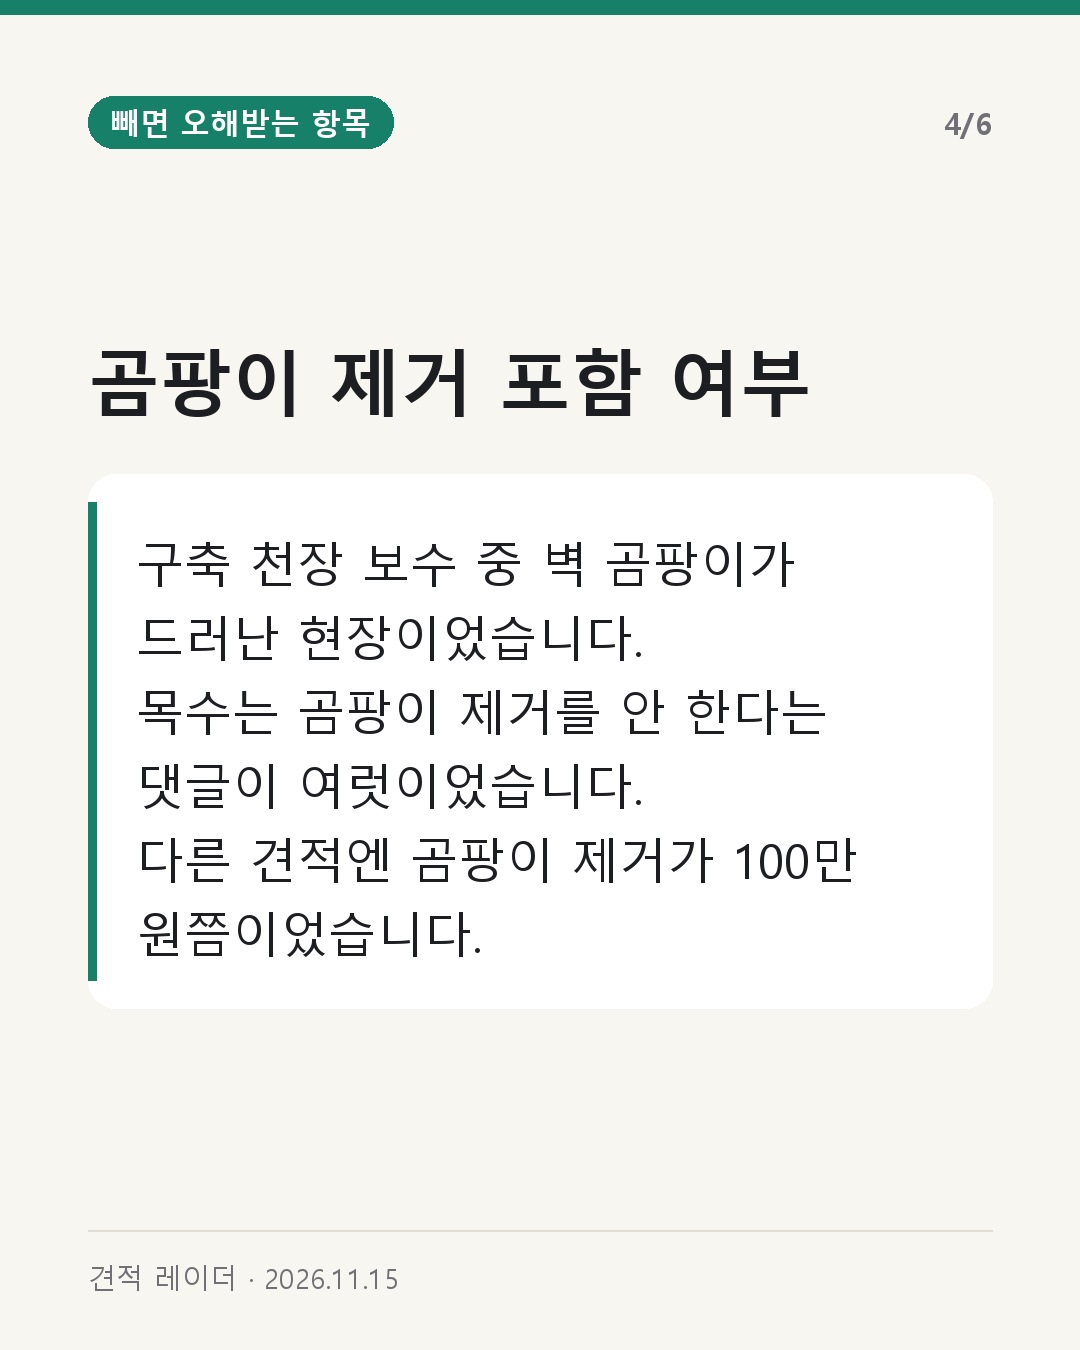 빼면 오해받는 항목
4/6
곰팡이 제거 포함 여부
구축 천장 보수 중 벽 곰팡이가
드러난 현장이었습니다.
목수는 곰팡이 제거를 안 한다는
댓글이 여럿이었습니다.
다른 견적엔 곰팡이 제거가 100만
원쯤이었습니다.
견적 레이더 · 2026.11.15